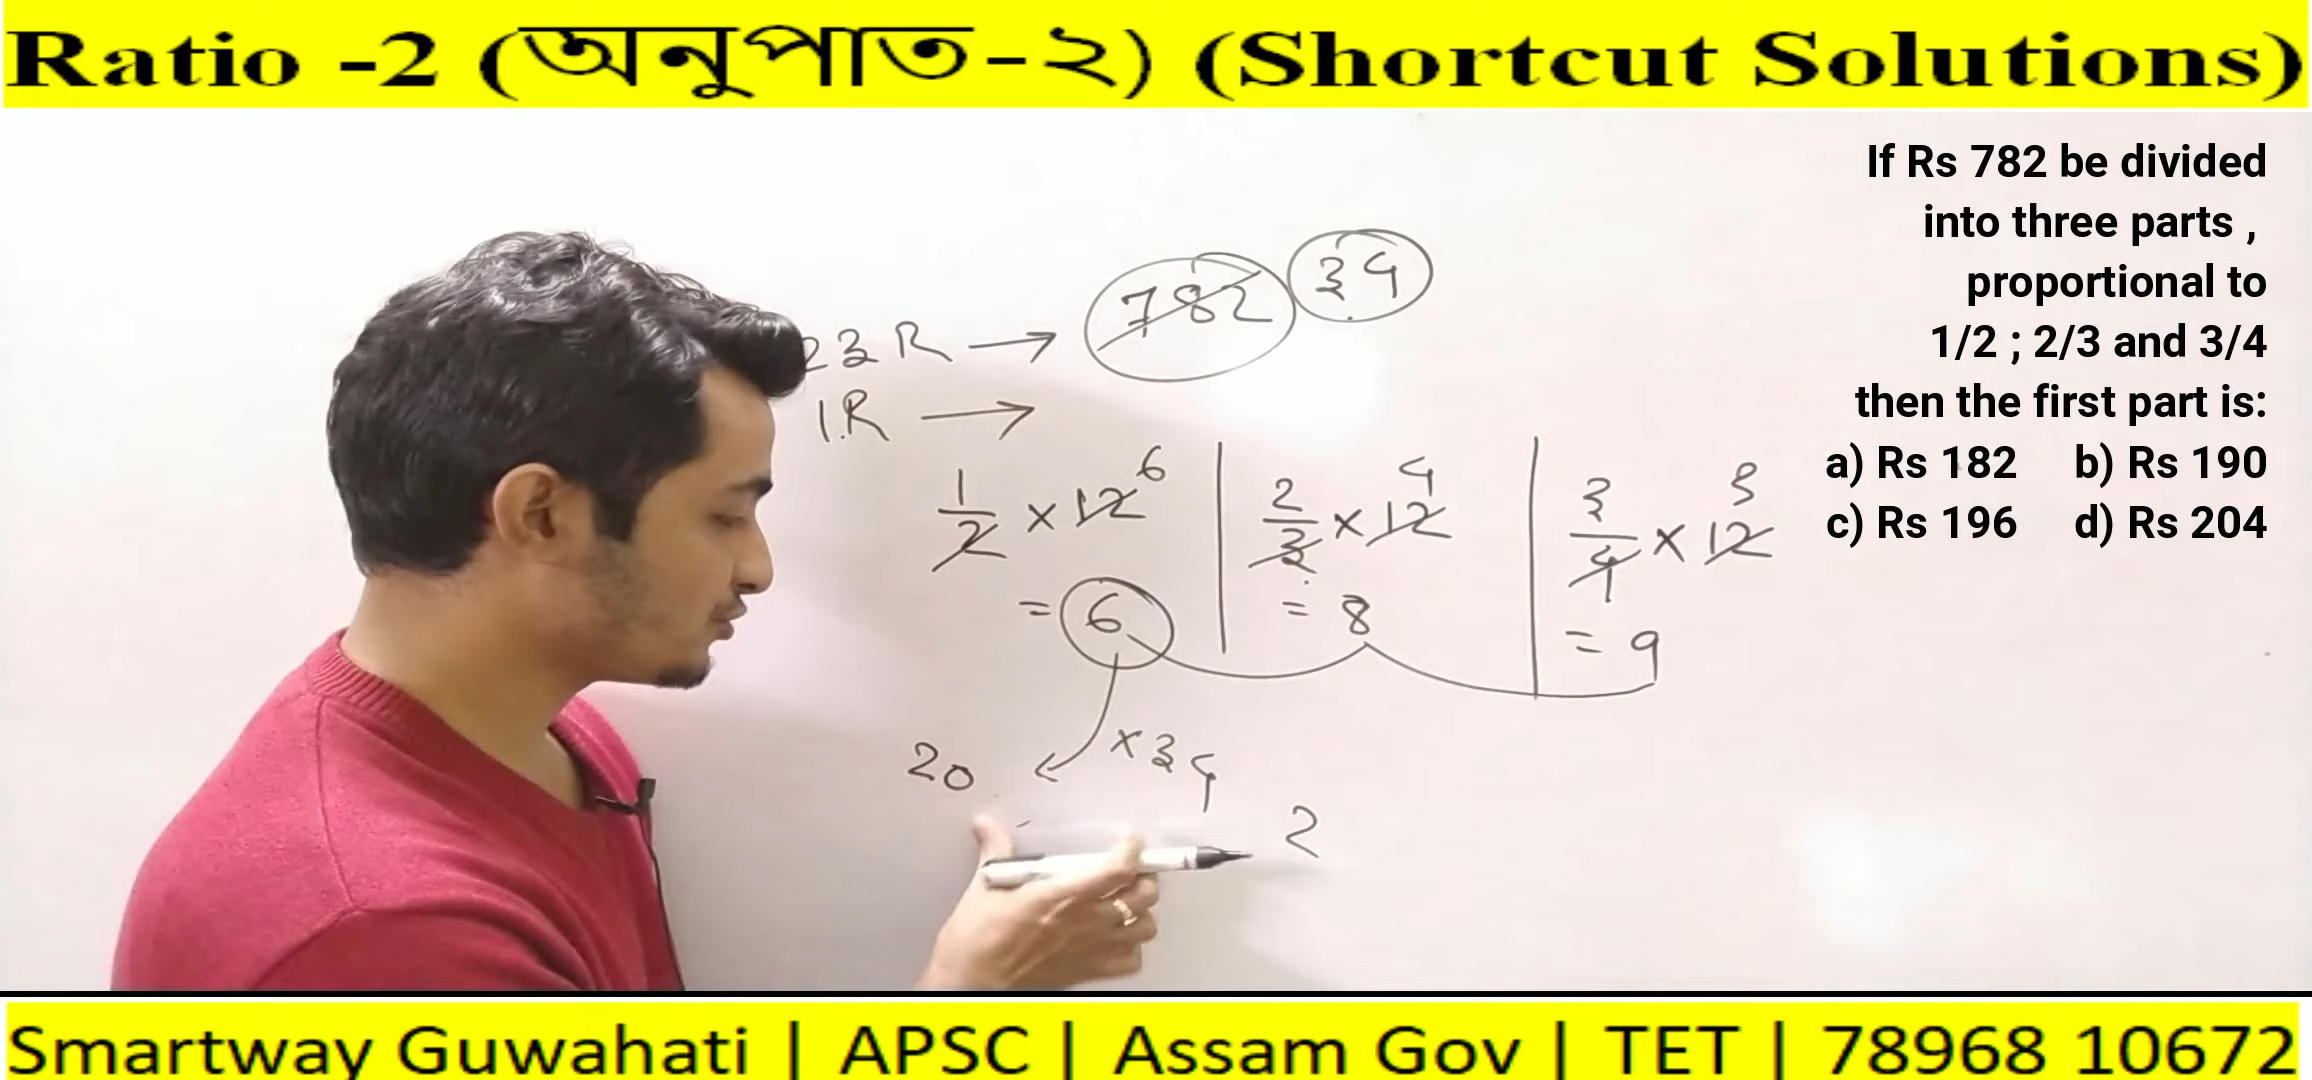 Ratio -2 (অনুপাত-২) (Shortcut Solutions)
If Rs 782 be divided
into three parts ,
proportional to
1/2 ; 2/3 and 3/4
then the first part is:
a) Rs 182 b) Rs 190
c) Rs 196 d) Rs 204
23 R → 782 34
1.R →
1/2 × 12 6
= 6
2/3 × 12 4
= 8
3/4 × 12 3
= 9
×34
20
2
Smartway Guwahati | APSC | Assam Gov | TET | 78968 10672